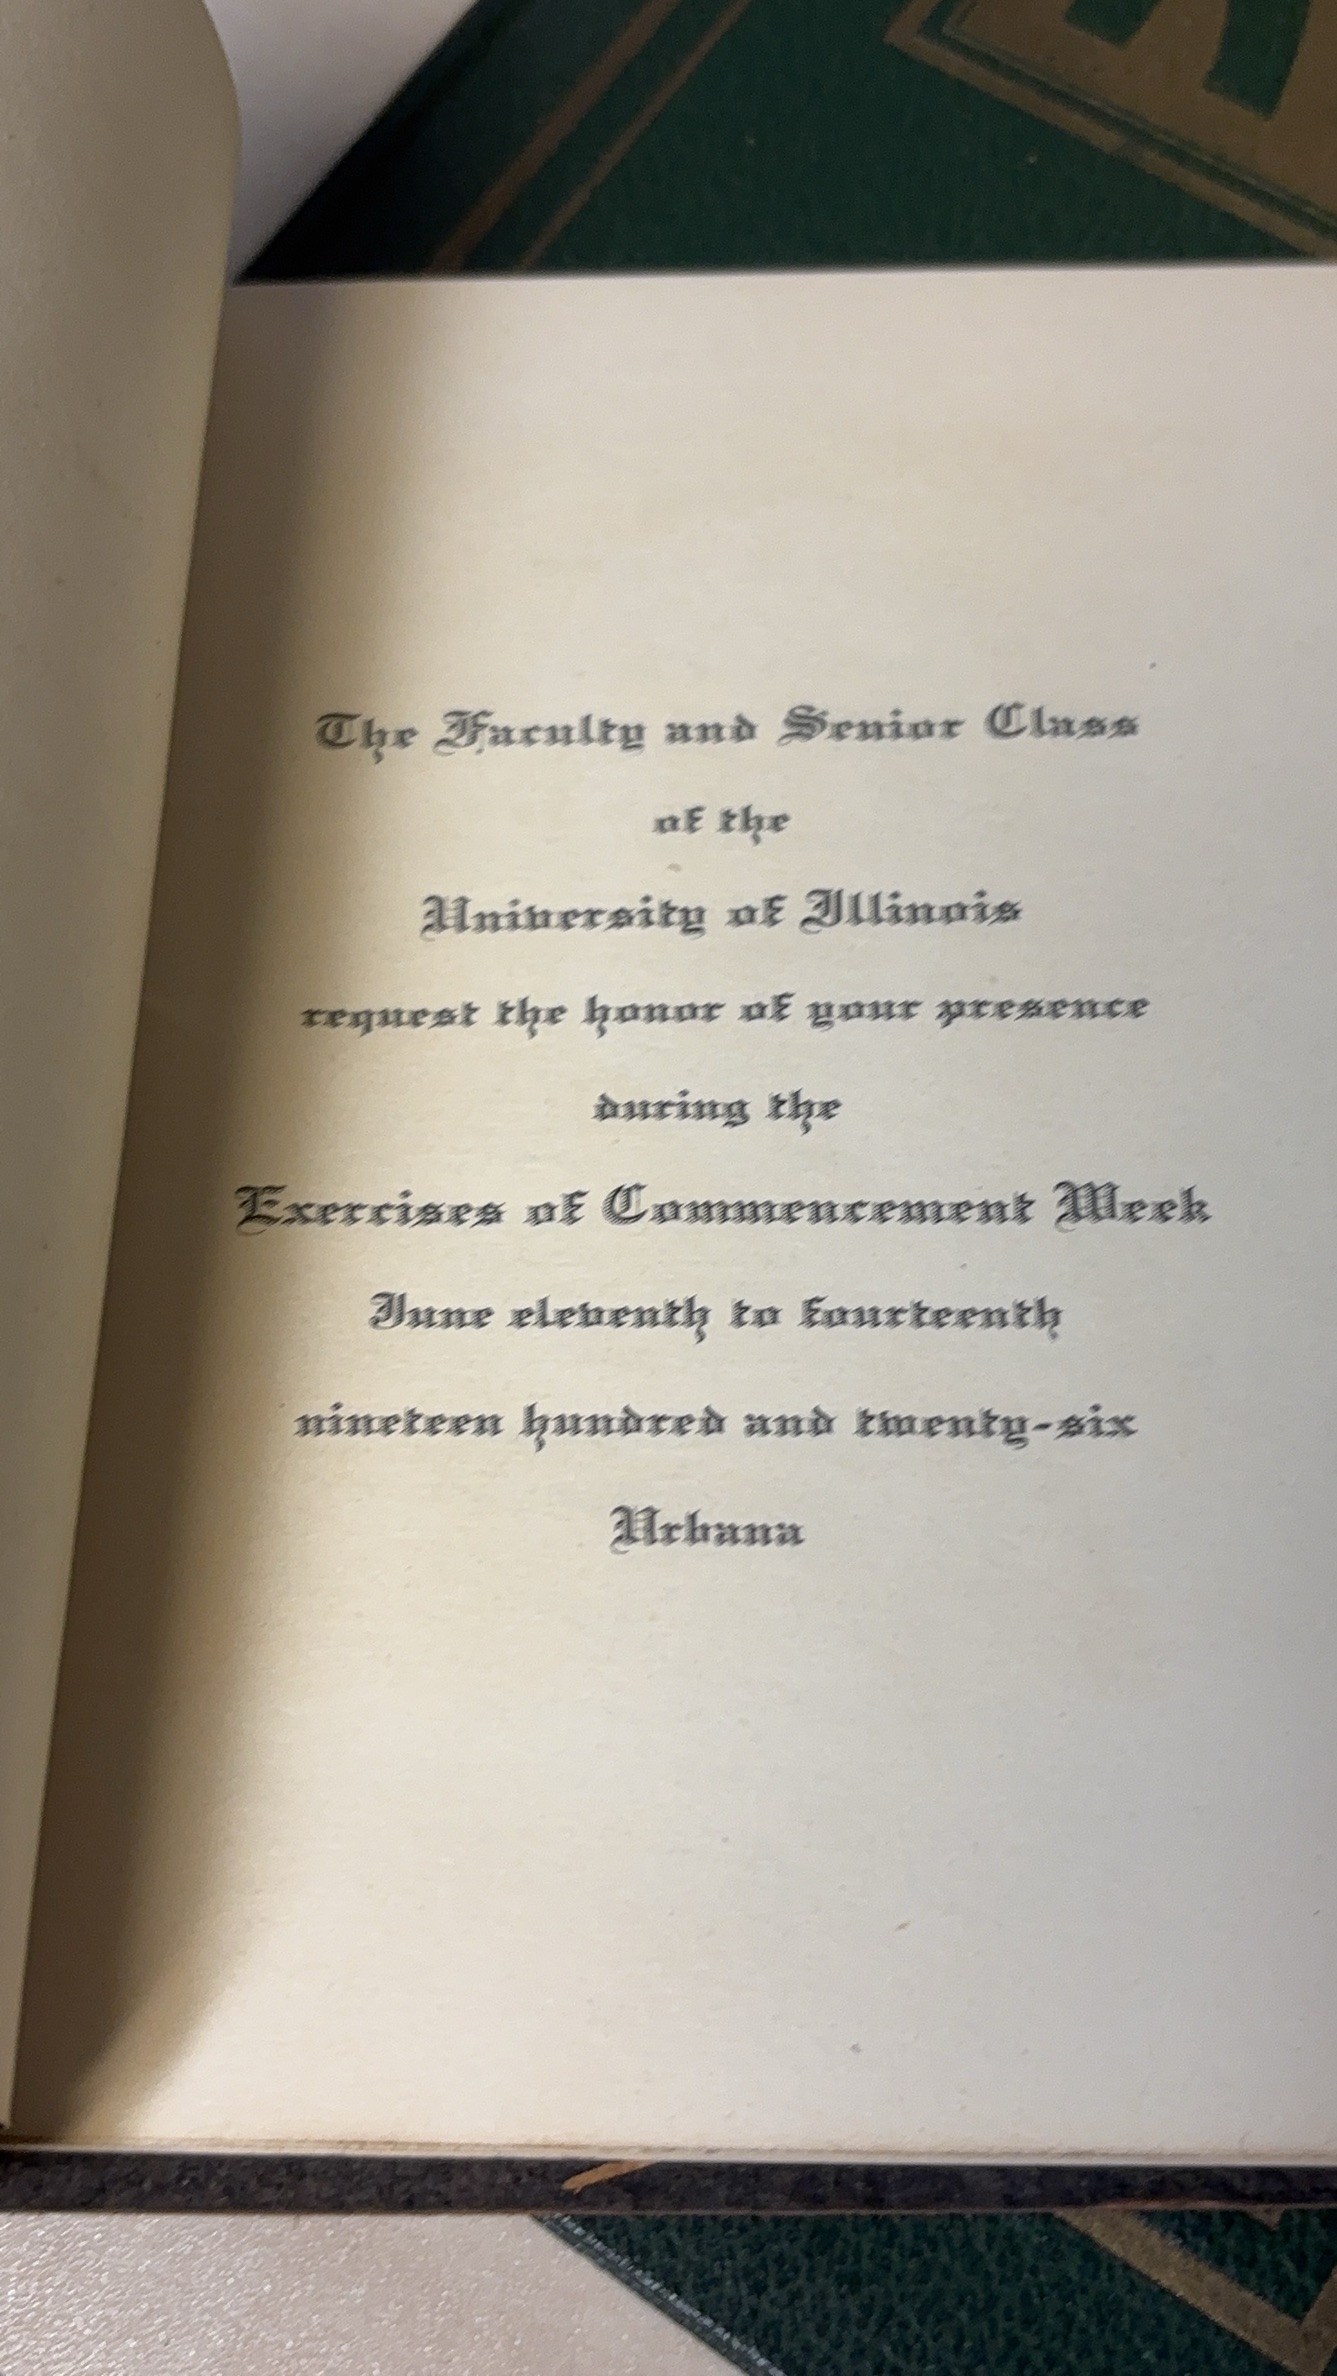 The Faculty and Senior Class
of the
University of Illinois
request the honor of your presence
during the
Exercises of Commencement Week
June eleventh to fourteenth
nineteen hundred and twenty-six
Urbana